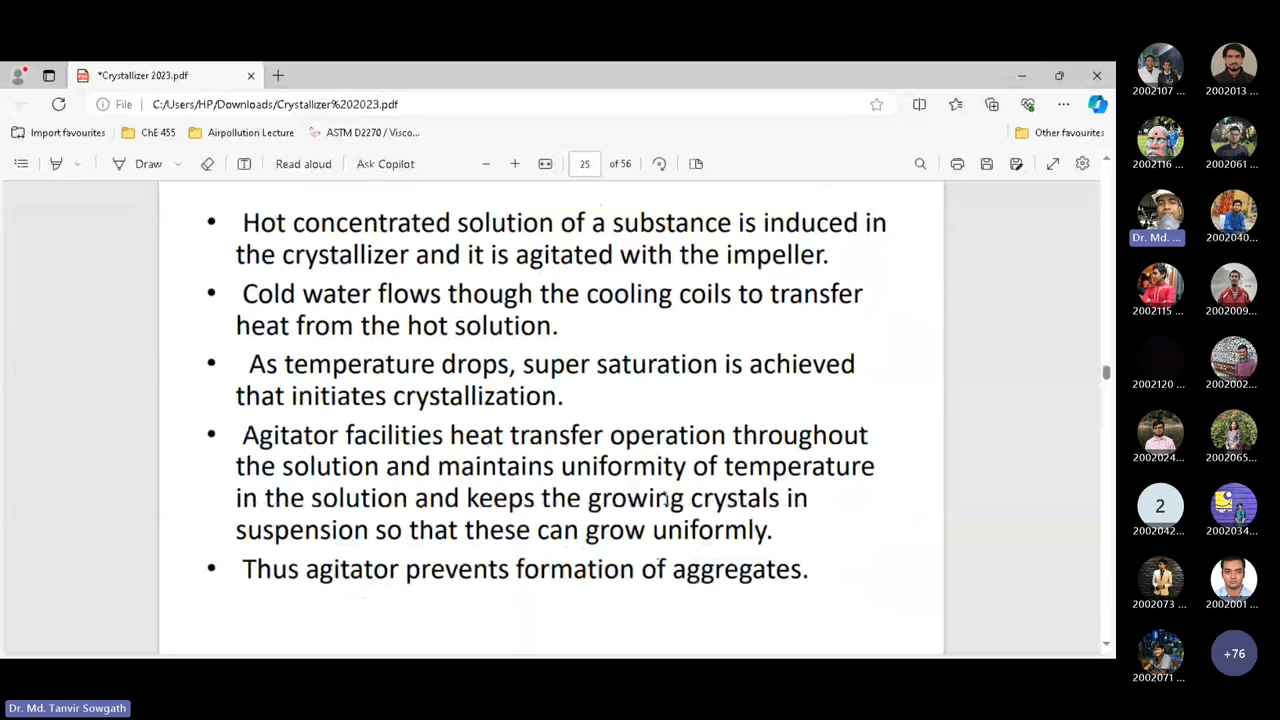 *Crystallizer 2023.pdf
File C:/Users/HP/Downloads/Crystallizer%202023.pdf
Import favourites ChE 455 Airpollution Lecture ASTM D2270 / Visco... Other favourites
Draw Read aloud Ask Copilot 25 of 56
• Hot concentrated solution of a substance is induced in
the crystallizer and it is agitated with the impeller.
• Cold water flows though the cooling coils to transfer
heat from the hot solution.
• As temperature drops, super saturation is achieved
that initiates crystallization.
• Agitator facilities heat transfer operation throughout
the solution and maintains uniformity of temperature
in the solution and keeps the growing crystals in
suspension so that these can grow uniformly.
• Thus agitator prevents formation of aggregates.
2002107 ... 2002013 ...
2002116 ... 2002061 ...
Dr. Md. ... 2002040 ...
2002115 ... 2002009...
2002120 ... 2002002 ...
2002024... 2002065...
2
2002042... 2002034...
2002073 ... 2002001 ...
2002071 ... +76
Dr. Md. Tanvir Sowgath